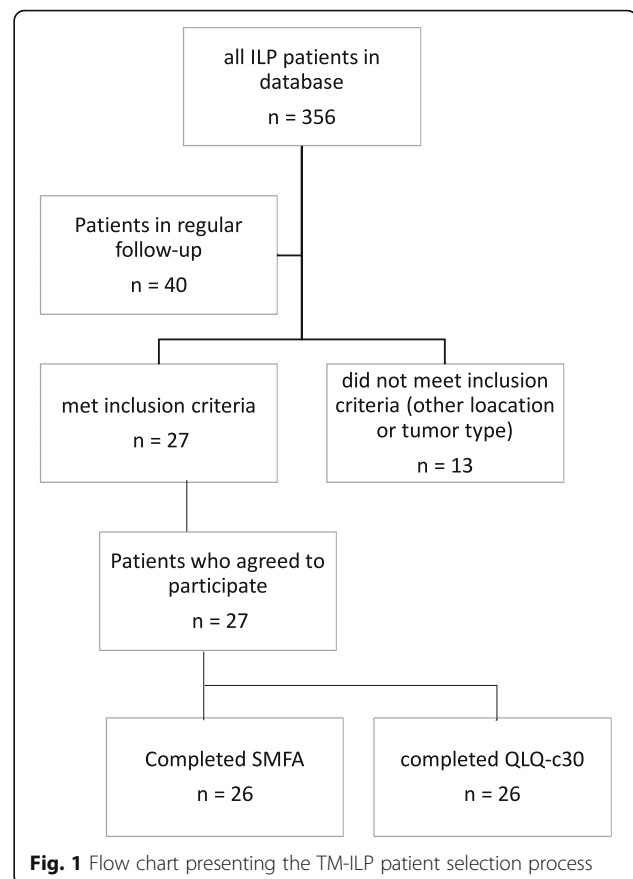 all ILP patients in
database
n = 356
Patients in regular
follow-up
n = 40
met inclusion criteria
n = 27
did not meet inclusion
criteria (other loacation
or tumor type)
n = 13
Patients who agreed to
participate
n = 27
Completed SMFA
n = 26
completed QLQ-c30
n = 26
Fig. 1 Flow chart presenting the TM-ILP patient selection process